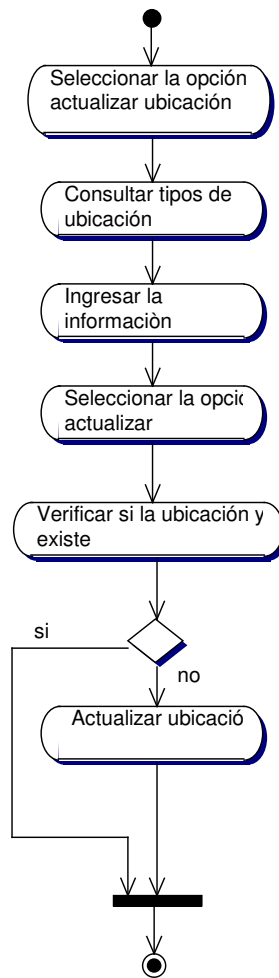 Seleccionar la opción
actualizar ubicación
Consultar tipos de
ubicación
Ingresar la
informaciòn
Seleccionar la opció
actualizar
Verificar si la ubicación y
existe
si
no
Actualizar ubicació